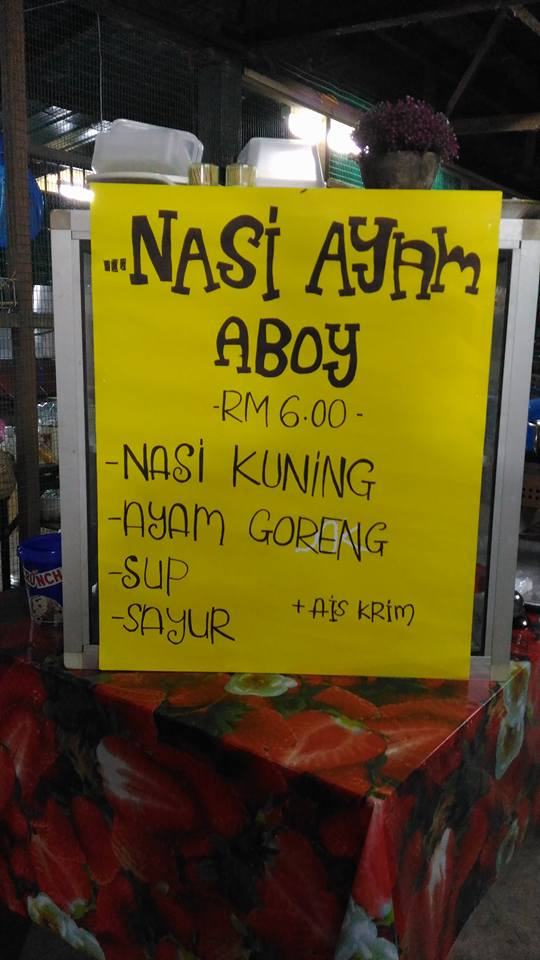 ...NASi AYAM
ABOY
-RM 6.00-
-NASi KUNiNG
-AYAM GORENG
-SUP
-SAYUR
+AiS KRiM